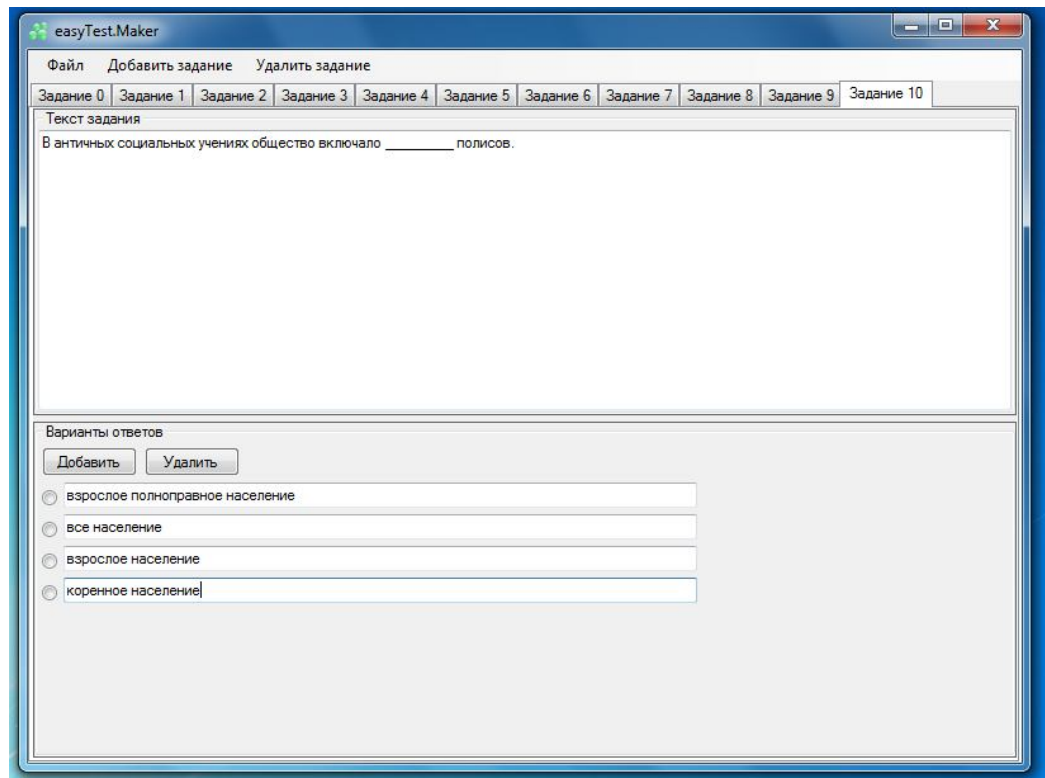 easyTest.Maker
Файл Добавить задание Удалить задание
Задание 0 Задание 1 Задание 2 Задание 3 Задание 4 Задание 5 Задание 6 Задание 7 Задание 8 Задание 9 Задание 10
Текст задания
В античных социальных учениях общество включало __________ полисов.
Варианты ответов
Добавить Удалить
взрослое полноправное население
все население
взрослое население
коренное население